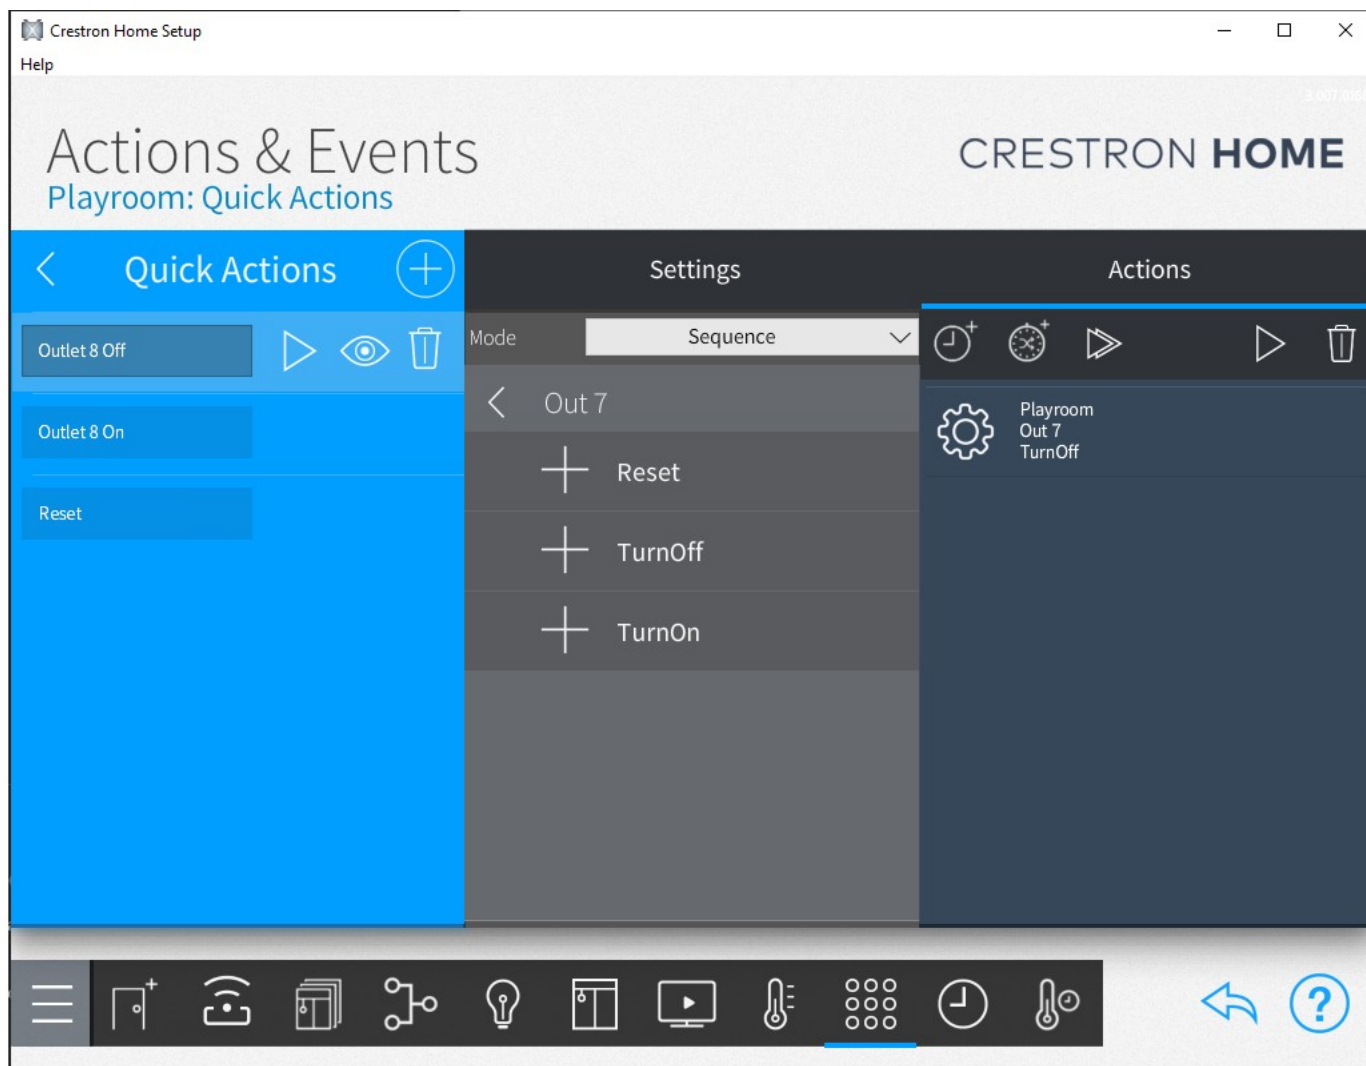 Crestron Home Setup
Help
Actions & Events
CRESTRON HOME
Playroom: Quick Actions
Quick Actions
Settings
Actions
Outlet 8 Off
Mode
Sequence
Out 7
Playroom
Out 7
TurnOff
Outlet 8 On
Reset
Reset
TurnOff
TurnOn
?